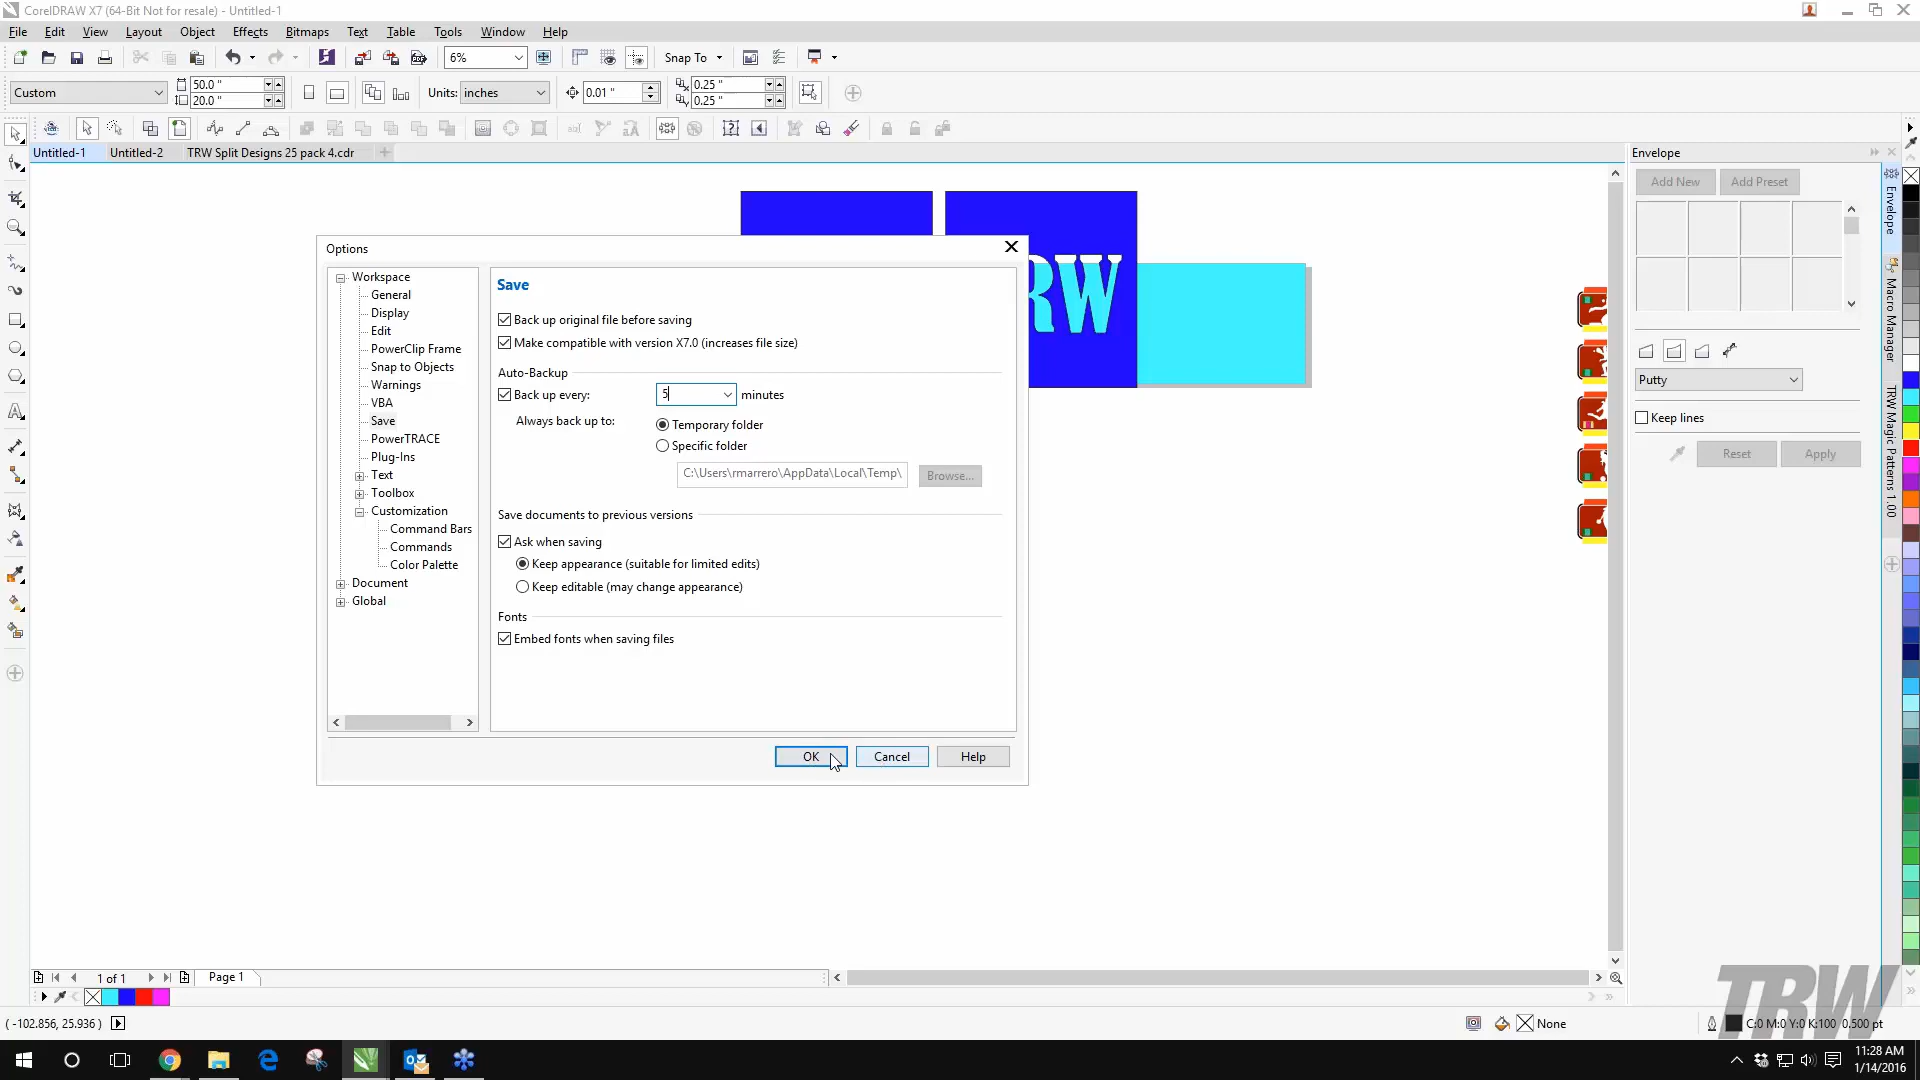 CorelDRAW X7 (64-Bit Not for resale) - Untitled-1
File Edit View Layout Object Effects Bitmaps Text Table Tools Window Help
6% Snap To
Custom 50.0 " 20.0 " Units: inches 0.01 " 0.25 " 0.25 "
Untitled-1 Untitled-2 TRW Split Designs 25 pack 4.cdr
Envelope
Add New Add Preset
Putty
Keep lines
Reset Apply
Envelope
Macro Manager
TRW Magic Patterns 1.00
RW
Options
Workspace
General
Display
Edit
PowerClip Frame
Snap to Objects
Warnings
VBA
Save
PowerTRACE
Plug-Ins
Text
Toolbox
Customization
Command Bars
Commands
Color Palette
Document
Global
Save
Back up original file before saving
Make compatible with version X7.0 (increases file size)
Auto-Backup
Back up every: 5 minutes
Always back up to: Temporary folder
Specific folder
C:\Users\rmarrero\AppData\Local\Temp\ Browse...
Save documents to previous versions
Ask when saving
Keep appearance (suitable for limited edits)
Keep editable (may change appearance)
Fonts
Embed fonts when saving files
OK Cancel Help
1 of 1 Page 1
( -102.856, 25.936 ) None C:0 M:0 Y:0 K:100 0.500 pt
TRW
11:28 AM
1/14/2016